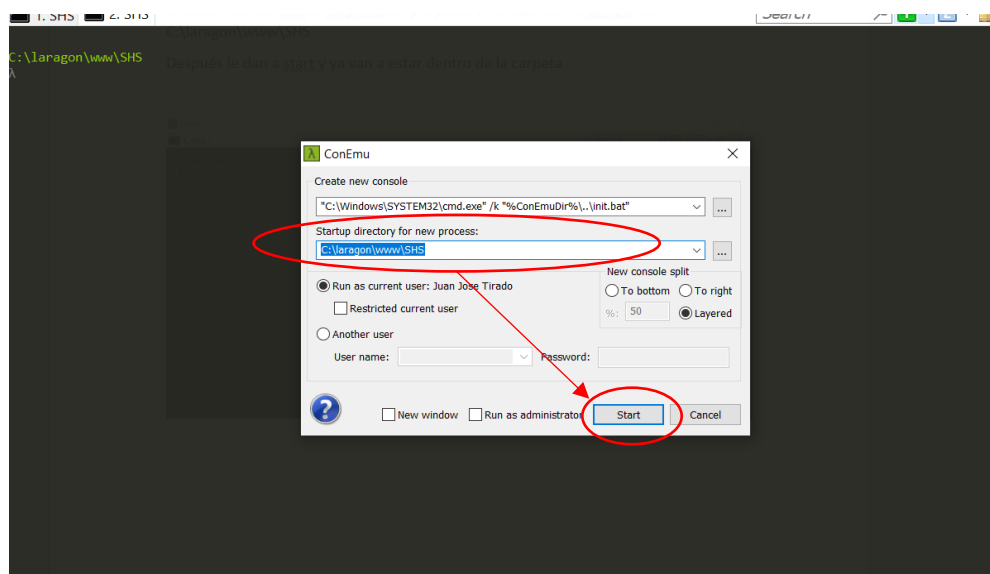 1. SHS 2. SHS Search
C:\laragon\www\SHS
C:\laragon\www\SHS
Después le dan a start y ya van a estar dentro de la carpeta
λ
λ ConEmu
Create new console
"C:\Windows\SYSTEM32\cmd.exe" /k "%ConEmuDir%\..\init.bat"
...
Startup directory for new process:
C:\laragon\www\SHS
...
New console split
Run as current user: Juan Jose Tirado
To bottom To right
Restricted current user
%: 50 Layered
Another user
User name: Password:
?
New window Run as administrator Start Cancel